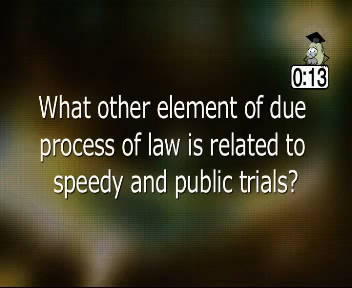 0:13
What other element of due
process of law is related to
speedy and public trials?